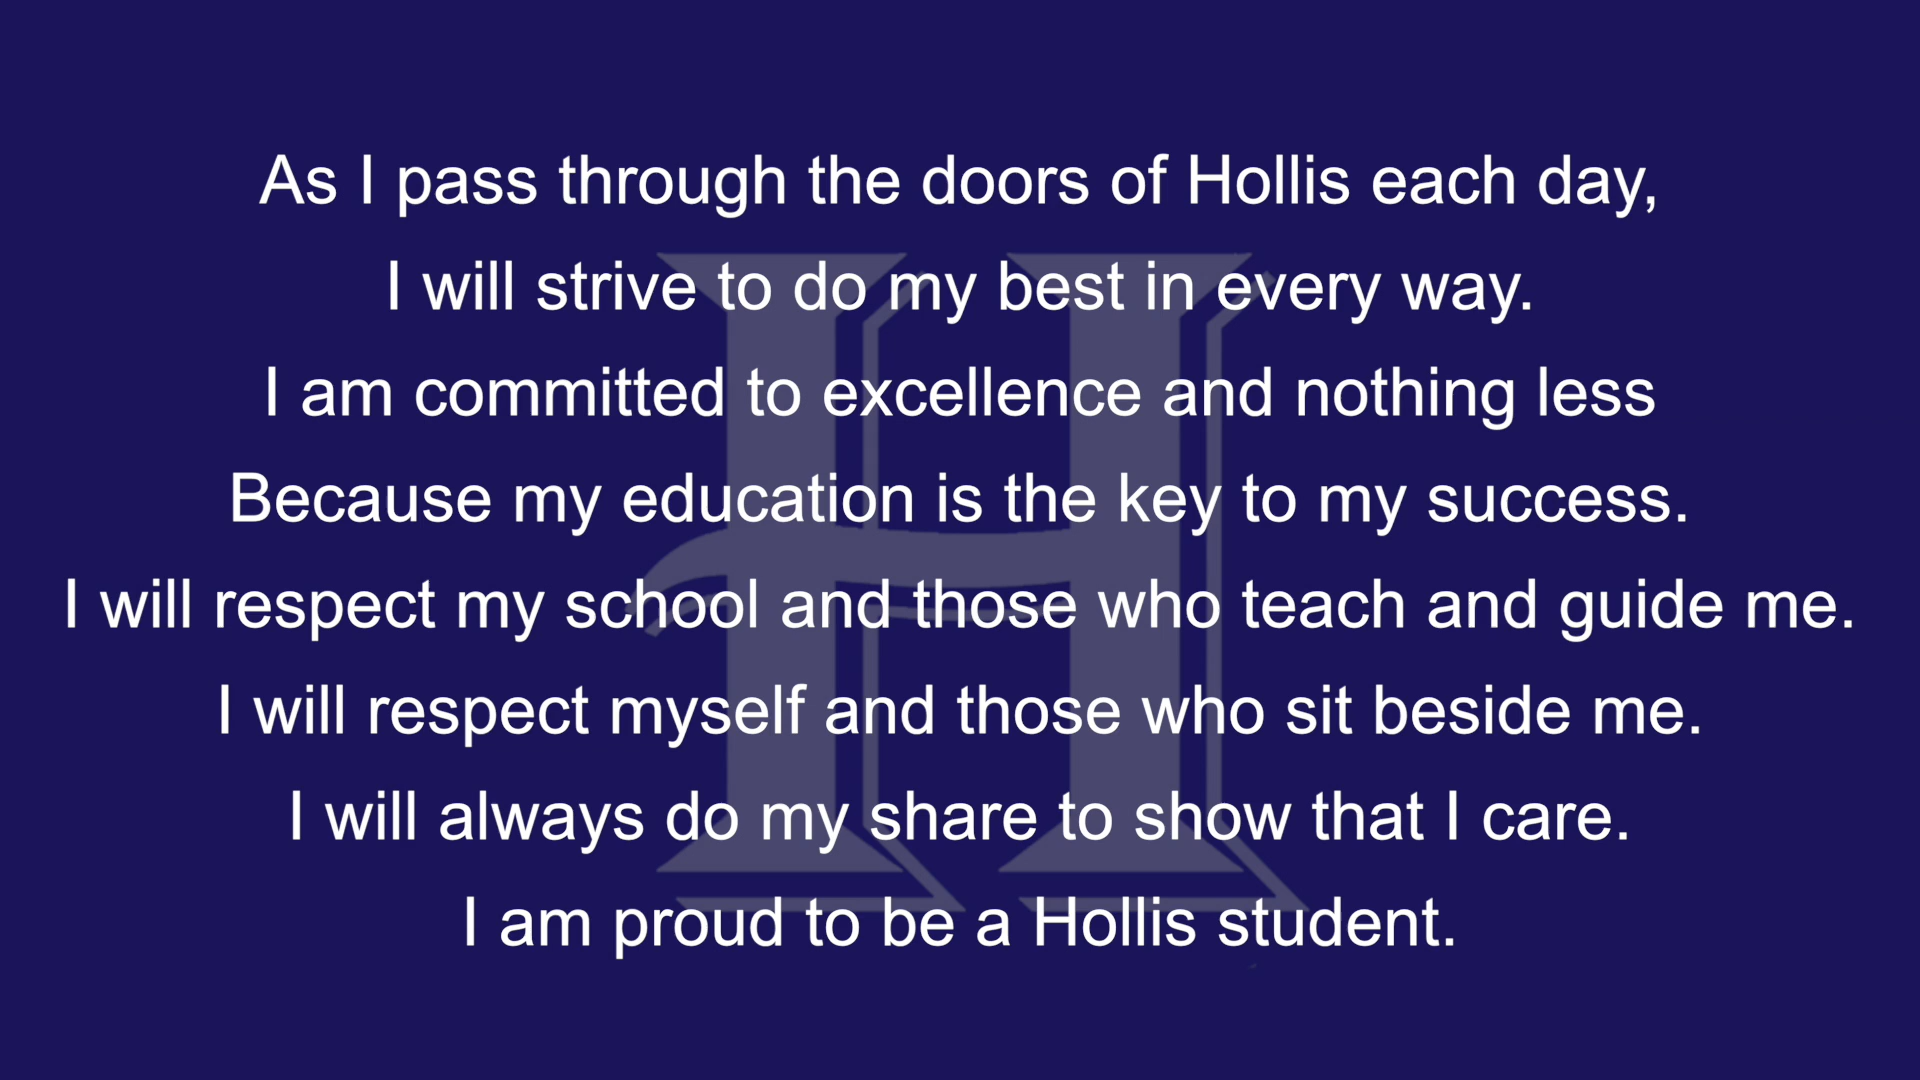 As I pass through the doors of Hollis each day,
I will strive to do my best in every way.
I am committed to excellence and nothing less
Because my education is the key to my success.
I will respect my school and those who teach and guide me.
I will respect myself and those who sit beside me.
I will always do my share to show that I care.
I am proud to be a Hollis student.
H